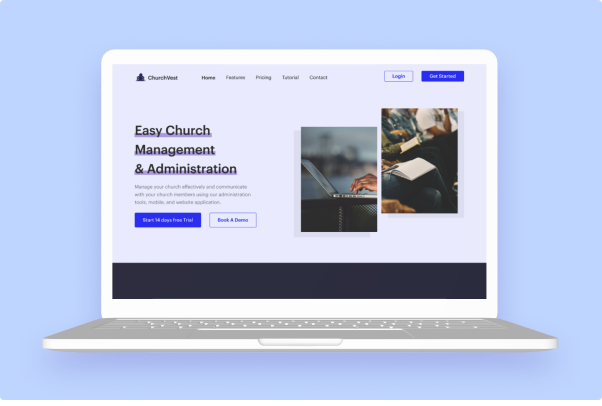 ChurchVest
Home Features Pricing Tutorial Contact
Login
Get Started
Easy Church
Management
& Administration
Manage your church effectively and communicate
with your church members using our administration
tools, mobile, and website application.
Start 14 days free Trial
Book A Demo